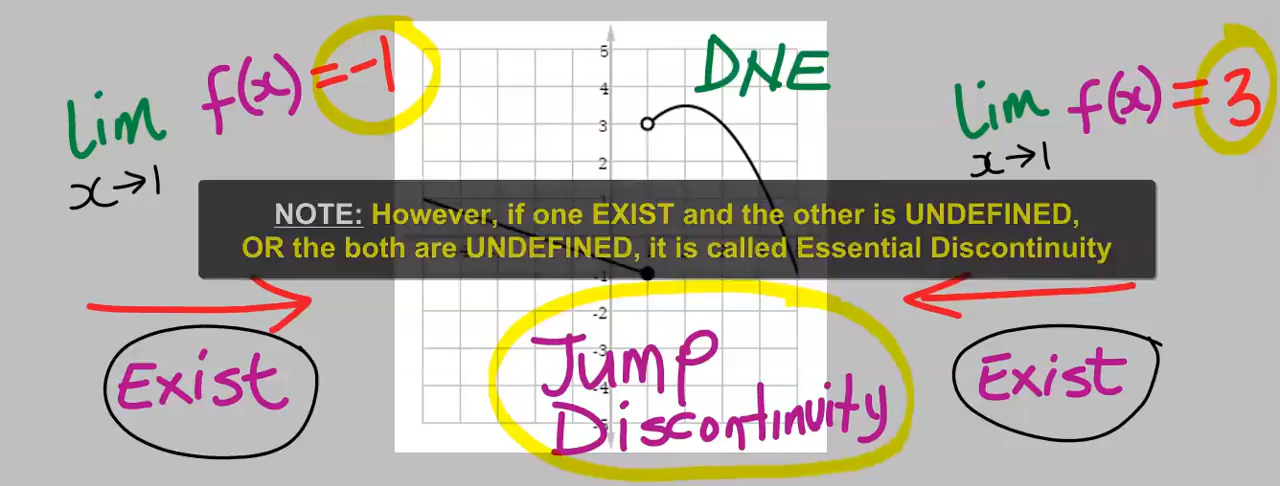 Lim f(x) = -1
x→1
DNE
Lim f(x) = 3
x→1
5
4
3
2
NOTE: However, if one EXIST and the other is UNDEFINED,
OR the both are UNDEFINED, it is called Essential Discontinuity
-1
-2
-3
-4
Exist
Jump
Discontinuity
Exist